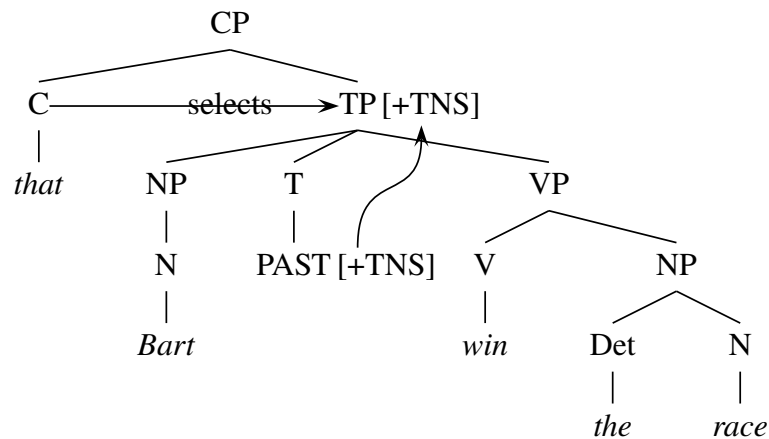 CP
C selects TP [+TNS]
that NP T VP
N PAST [+TNS] V NP
Bart win Det N
the race